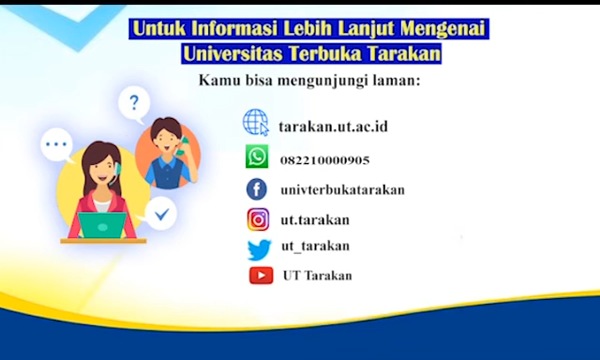 Untuk Informasi Lebih Lanjut Mengenai
Universitas Terbuka Tarakan
Kamu bisa mengunjungi laman:
?
tarakan.ut.ac.id
082210000905
univterbukatarakan
ut.tarakan
ut_tarakan
UT Tarakan